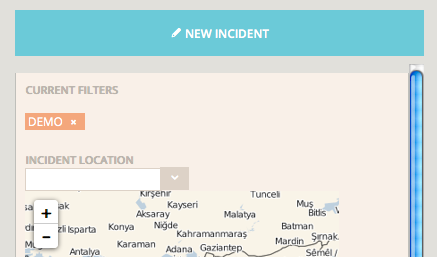 NEW INCIDENT
CURRENT FILTERS
DEMO ×
INCIDENT LOCATION
Kırşehir
Tunceli
Kayseri
Muş
Aksaray
Malatya
Bitlis
Isparta
Konya
Niğde
Batman
Kahramanmaraş
Şırnak
+
Karaman
Adana
Gaziantep
Mardin
-
Antalya
Sêmêl /